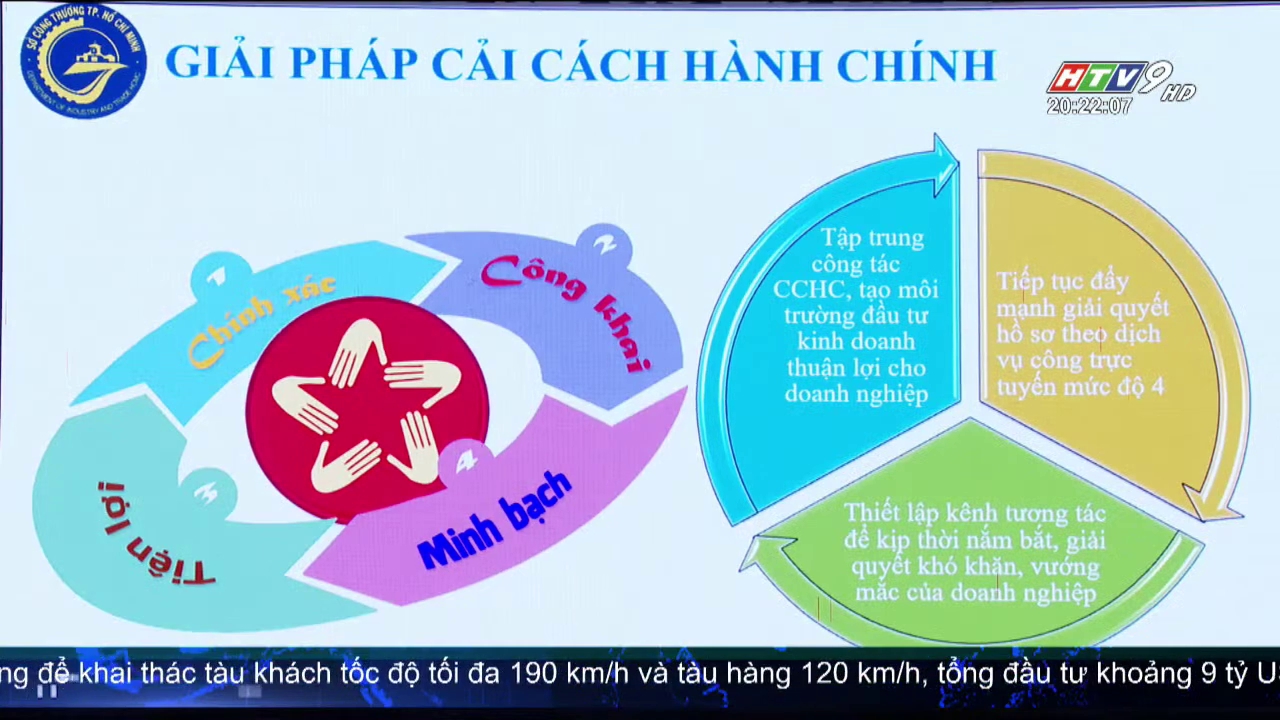 SỞ CÔNG THƯƠNG TP. HỒ CHÍ MINH
DEPARTMENT OF INDUSTRY AND TRADE HCMC
GIẢI PHÁP CẢI CÁCH HÀNH CHÍNH
HTV9 HD
20:22:07
1
Chính xác
2
Công khai
3
Tiện lợi
4
Minh bạch
Tập trung
công tác
CCHC, tạo môi
trường đầu tư
kinh doanh
thuận lợi cho
doanh nghiệp
Tiếp tục đẩy
mạnh giải quyết
hồ sơ theo dịch
vụ công trực
tuyến mức độ 4
Thiết lập kênh tương tác
để kịp thời nắm bắt, giải
quyết khó khăn, vướng
mắc của doanh nghiệp
ng để khai thác tàu khách tốc độ tối đa 190 km/h và tàu hàng 120 km/h, tổng đầu tư khoảng 9 tỷ U